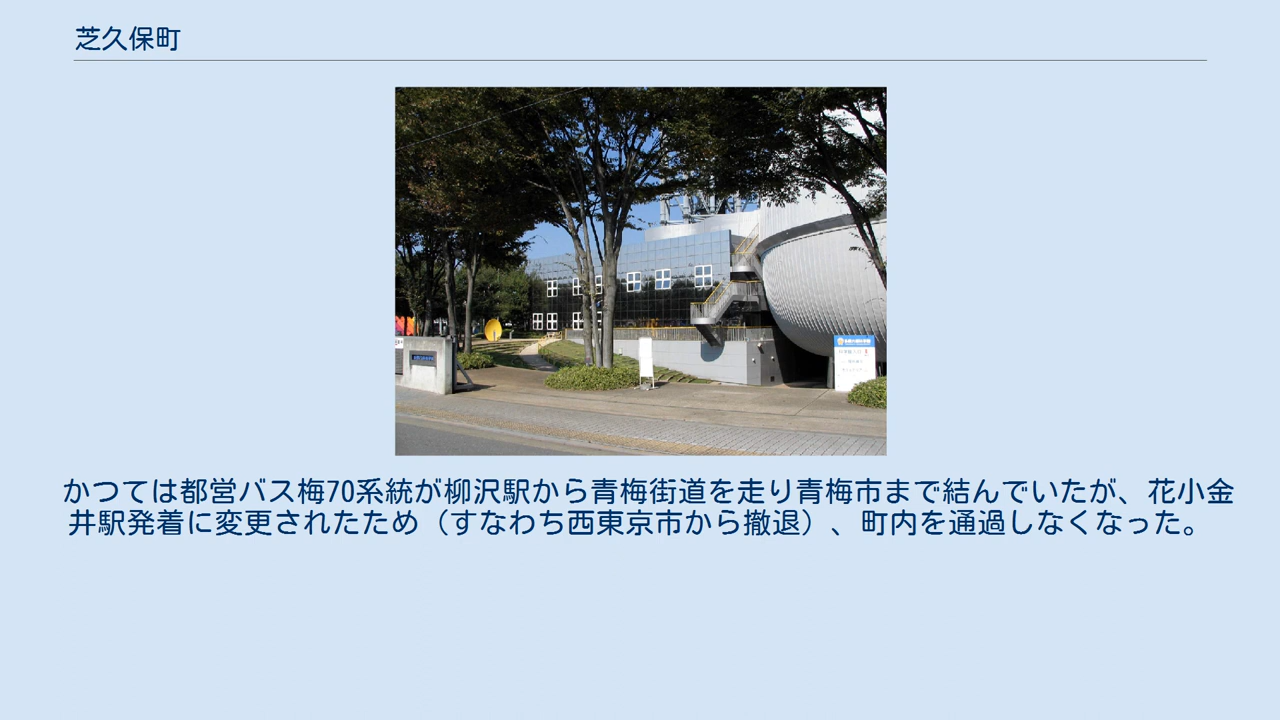 芝久保町
かつては都営バス梅70系統が柳沢駅から青梅街道を走り青梅市まで結んでいたが、花小金
井駅発着に変更されたため（すなわち西東京市から撤退）、町内を通過しなくなった。